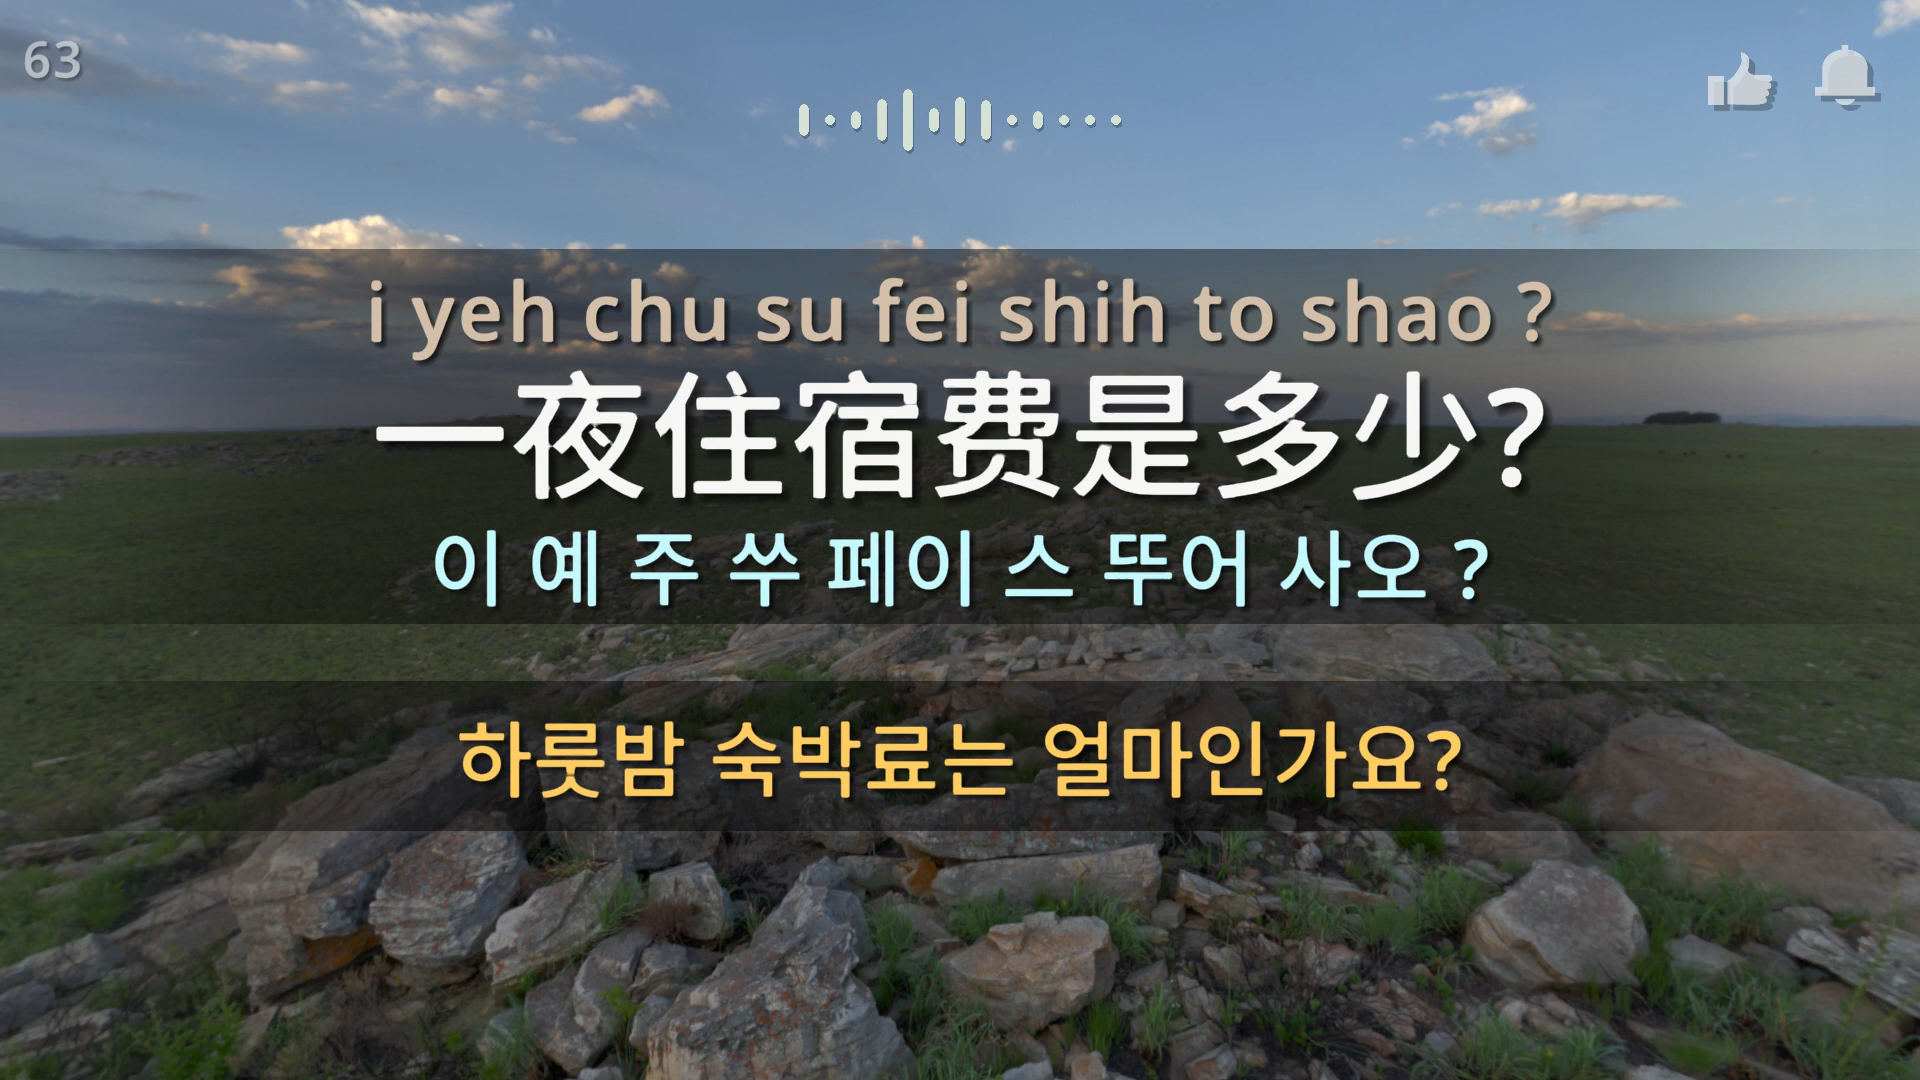 63
i yeh chu su fei shih to shao ?
一夜住宿费是多少?
이 예 주 쑤 페이 스 뚜어 사오 ?
하룻밤 숙박료는 얼마인가요?